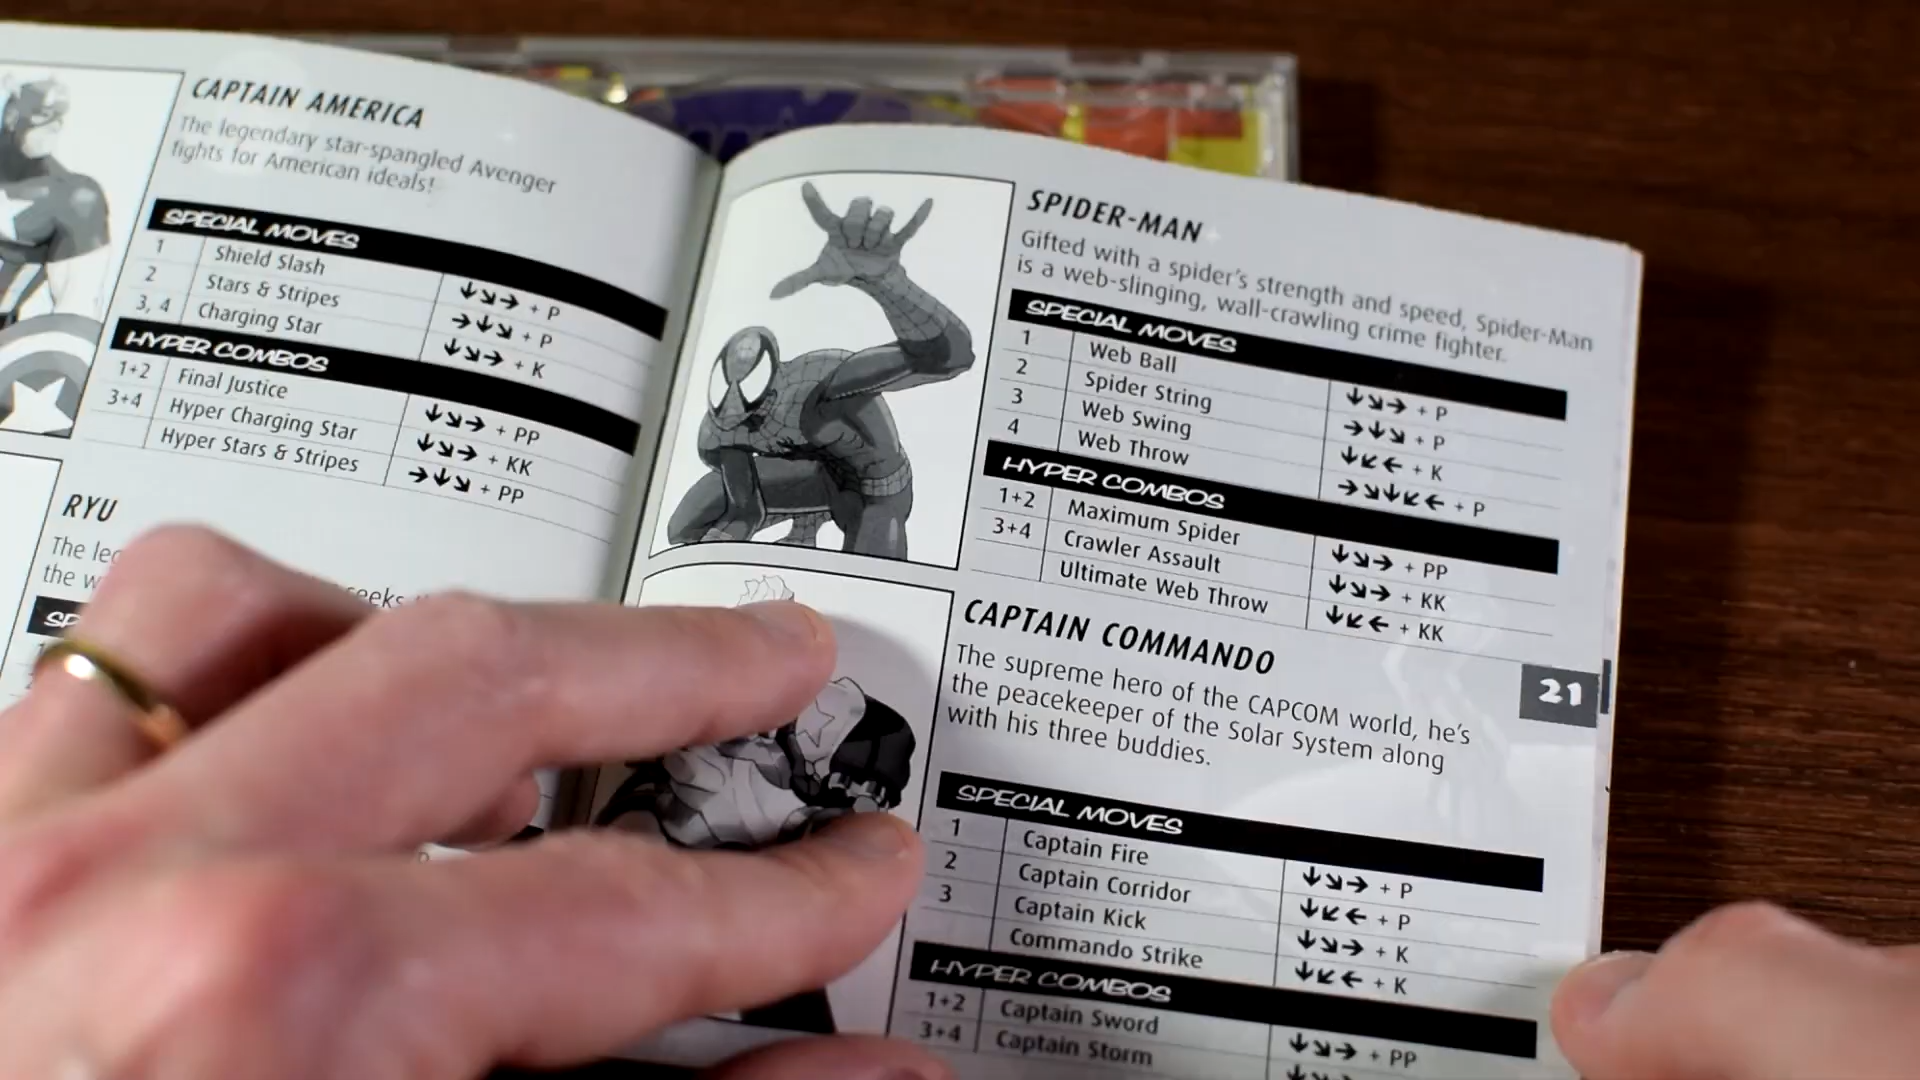 CAPTAIN AMERICA
The legendary star-spangled Avenger
fights for American ideals!
SPECIAL MOVES
1 Shield Slash ↓↘→ + P
2 Stars & Stripes →↓↘ + P
3, 4 Charging Star ↓↘→ + K
HYPER COMBOS
1+2 Final Justice ↓↘→ + PP
3+4 Hyper Charging Star ↓↘→ + KK
Hyper Stars & Stripes →↓↘ + PP
RYU
The
the
seeks
SPIDER-MAN
Gifted with a spider's strength and speed, Spider-Man
is a web-slinging, wall-crawling crime fighter.
SPECIAL MOVES
1 Web Ball ↓↘→ + P
2 Spider String →↓↘ + P
3 Web Swing ↓↙← + K
4 Web Throw →↘↓↙← + P
HYPER COMBOS
1+2 Maximum Spider ↓↘→ + PP
3+4 Crawler Assault ↓↘→ + KK
Ultimate Web Throw ↓↙← + KK
CAPTAIN COMMANDO
The supreme hero of the CAPCOM world, he's
the peacekeeper of the Solar System along
with his three buddies.
21
SPECIAL MOVES
1 Captain Fire ↓↘→ + P
2 Captain Corridor ↓↙← + P
3 Captain Kick ↓↘→ + K
Commando Strike ↓↙← + K
HYPER COMBOS
1+2 Captain Sword ↓↘→ + PP
3+4 Captain Storm